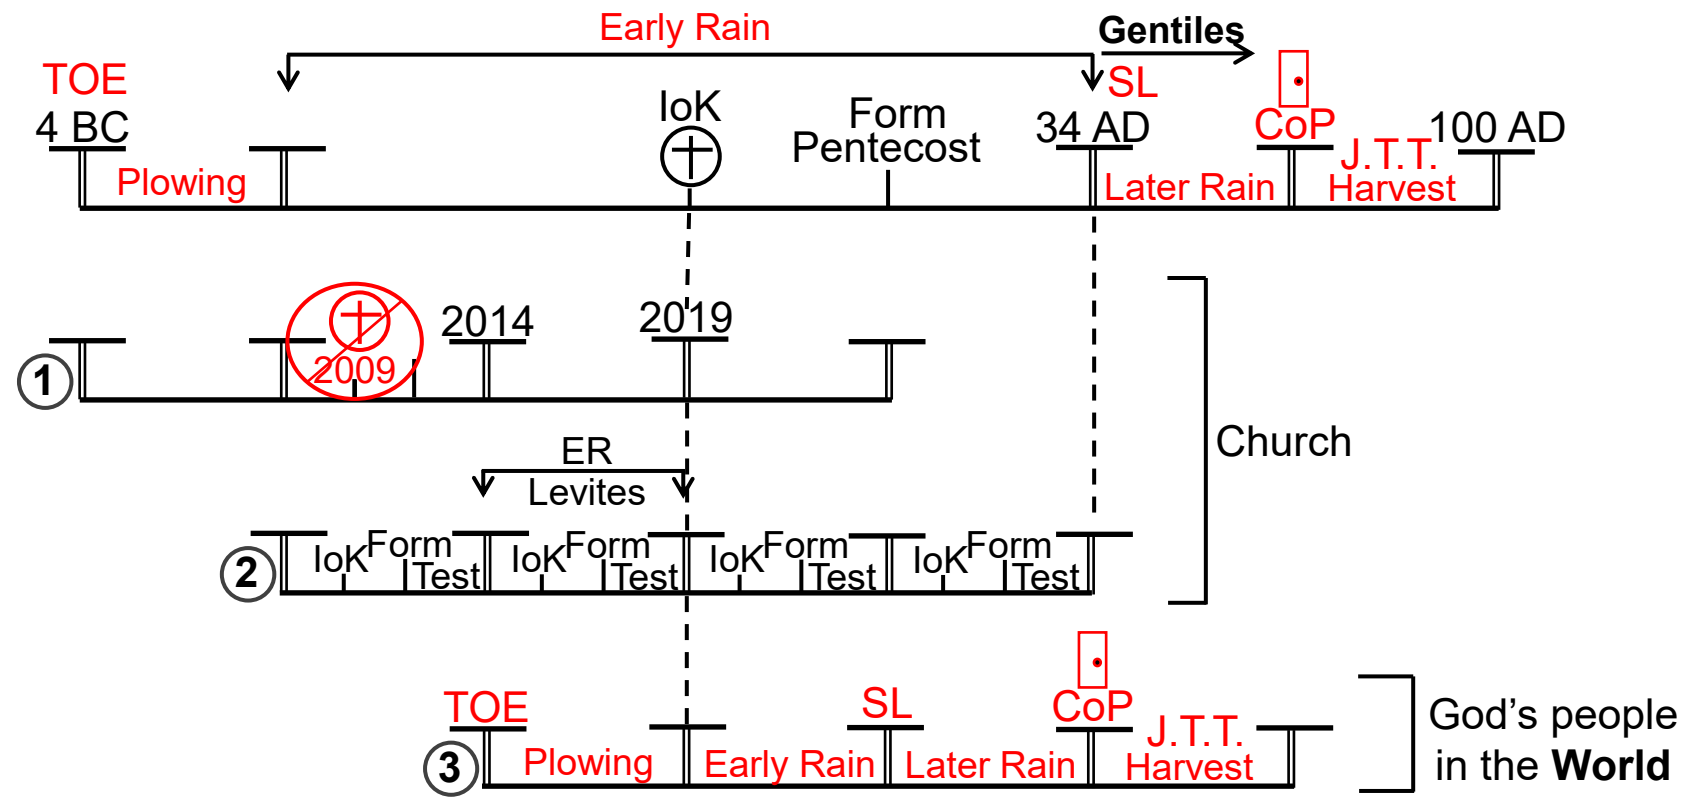 Early Rain
Gentiles
TOE
SL
4 BC
IoK
Form
Pentecost
34 AD
CoP
100 AD
Plowing
Later Rain
J.T.T.
Harvest
2009
2014
2019
1
Church
ER
Levites
2
IoK
Form
Test
IoK
Form
Test
IoK
Form
Test
IoK
Form
Test
TOE
SL
CoP
3
Plowing
Early Rain
Later Rain
J.T.T.
Harvest
God's people
in the World